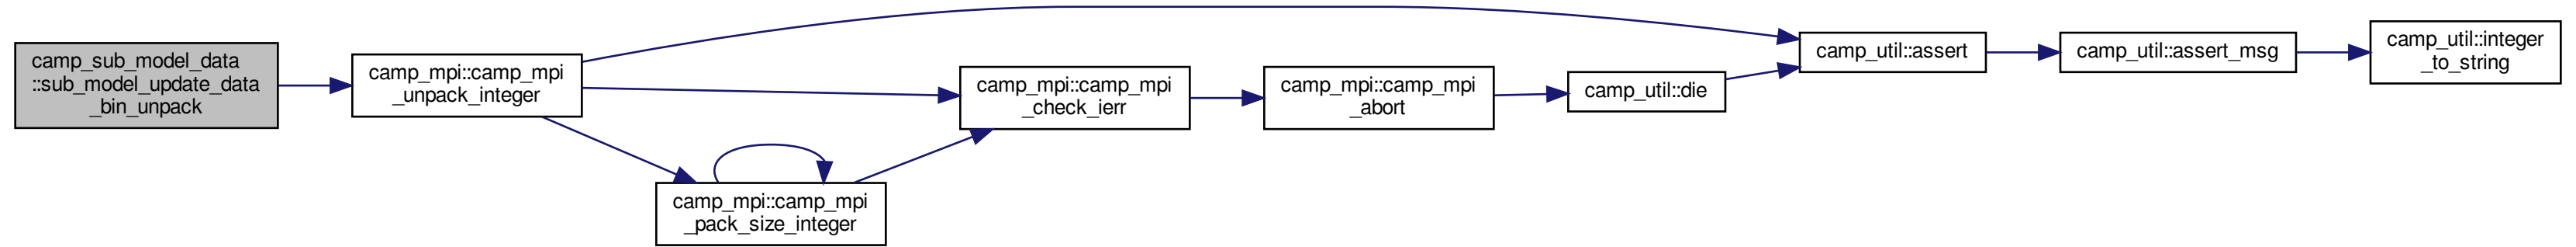 camp_sub_model_data
::sub_model_update_data
_bin_unpack
camp_mpi::camp_mpi
_unpack_integer
camp_mpi::camp_mpi
_pack_size_integer
camp_mpi::camp_mpi
_check_ierr
camp_mpi::camp_mpi
_abort
camp_util::die
camp_util::assert
camp_util::assert_msg
camp_util::integer
_to_string